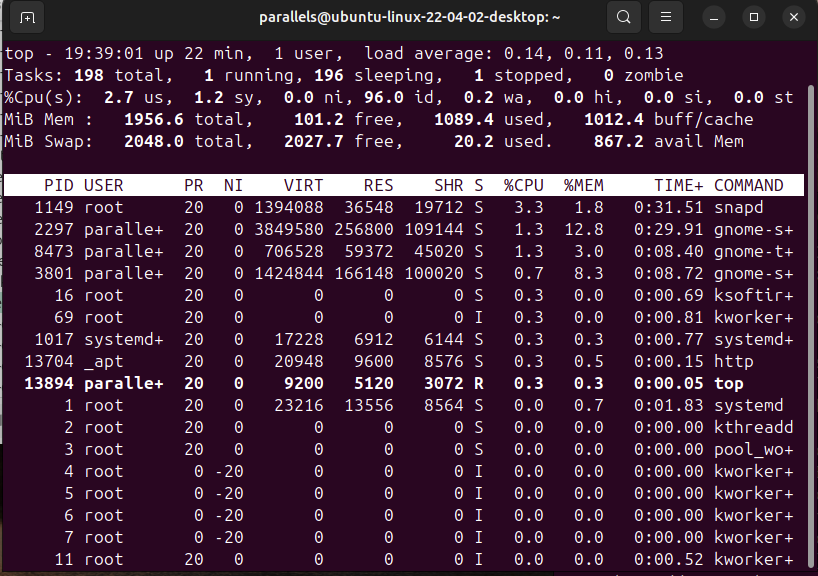 parallels@ubuntu-linux-22-04-02-desktop: ~
top - 19:39:01 up 22 min,  1 user,  load average: 0.14, 0.11, 0.13
Tasks: 198 total,   1 running, 196 sleeping,   1 stopped,   0 zombie
%Cpu(s):  2.7 us,  1.2 sy,  0.0 ni, 96.0 id,  0.2 wa,  0.0 hi,  0.0 si,  0.0 st
MiB Mem :   1956.6 total,    101.2 free,   1089.4 used,   1012.4 buff/cache
MiB Swap:   2048.0 total,   2027.7 free,     20.2 used.    867.2 avail Mem
    PID USER      PR  NI    VIRT    RES    SHR S  %CPU  %MEM     TIME+ COMMAND
   1149 root      20   0 1394088  36548  19712 S   3.3   1.8   0:31.51 snapd
   2297 paralle+  20   0 3849580 256800 109144 S   1.3  12.8   0:29.91 gnome-s+
   8473 paralle+  20   0  706528  59372  45020 S   1.3   3.0   0:08.40 gnome-t+
   3801 paralle+  20   0 1424844 166148 100020 S   0.7   8.3   0:08.72 gnome-s+
     16 root      20   0       0      0      0 S   0.3   0.0   0:00.69 ksoftir+
     69 root      20   0       0      0      0 I   0.3   0.0   0:00.81 kworker+
   1017 systemd+  20   0   17228   6912   6144 S   0.3   0.3   0:00.77 systemd+
  13704 _apt      20   0   20948   9600   8576 S   0.3   0.5   0:00.15 http
  13894 paralle+  20   0    9200   5120   3072 R   0.3   0.3   0:00.05 top
      1 root      20   0   23216  13556   8564 S   0.0   0.7   0:01.83 systemd
      2 root      20   0       0      0      0 S   0.0   0.0   0:00.00 kthreadd
      3 root      20   0       0      0      0 S   0.0   0.0   0:00.00 pool_wo+
      4 root       0 -20       0      0      0 I   0.0   0.0   0:00.00 kworker+
      5 root       0 -20       0      0      0 I   0.0   0.0   0:00.00 kworker+
      6 root       0 -20       0      0      0 I   0.0   0.0   0:00.00 kworker+
      7 root       0 -20       0      0      0 I   0.0   0.0   0:00.00 kworker+
     11 root      20   0       0      0      0 I   0.0   0.0   0:00.52 kworker+